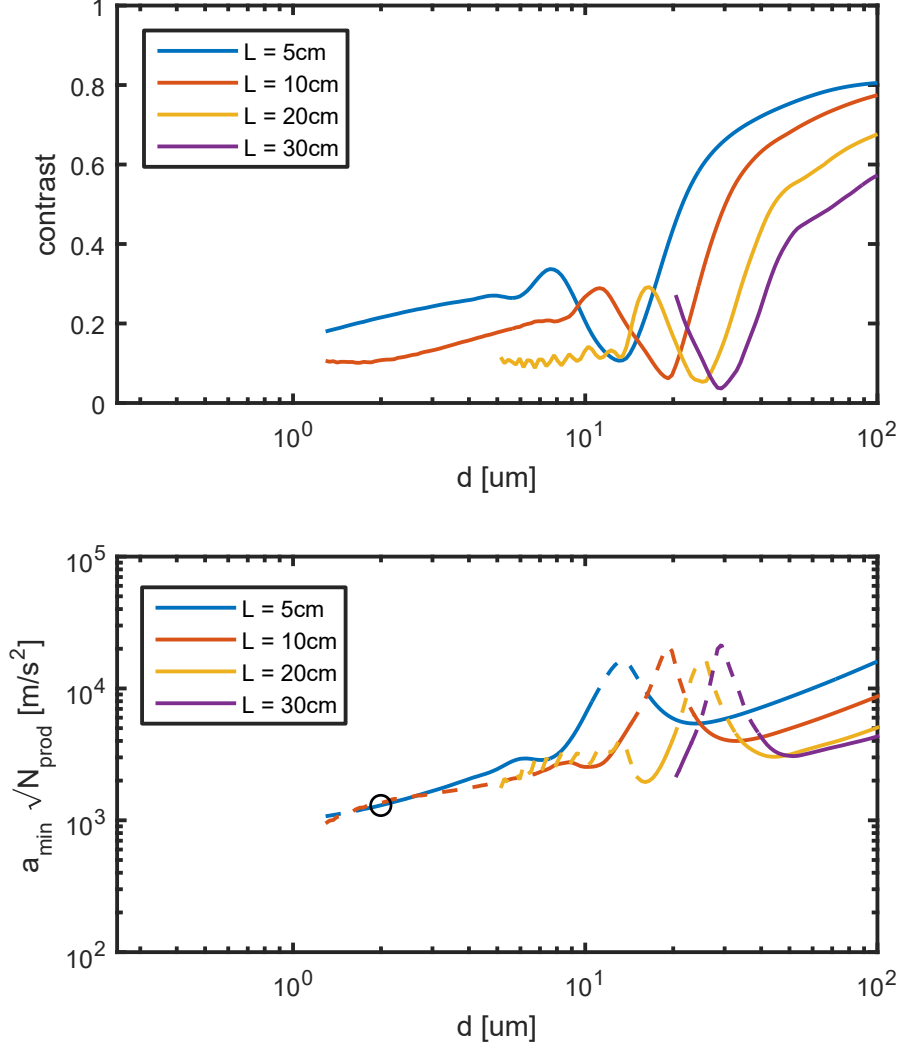 1
0.8
0.6
0.4
0.2
0
contrast
L = 5cm
L = 10cm
L = 20cm
L = 30cm
10^0
10^1
10^2
d [um]
10^5
10^4
10^3
10^2
a_min √N_prod [m/s^2]
L = 5cm
L = 10cm
L = 20cm
L = 30cm
10^0
10^1
10^2
d [um]